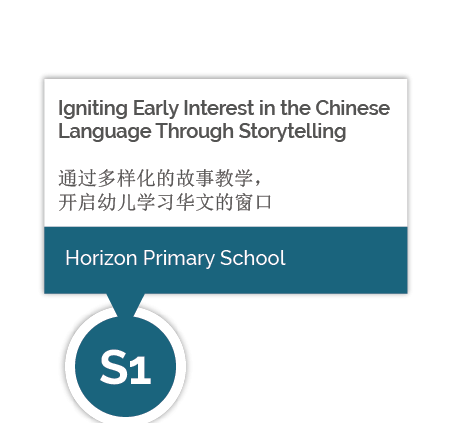 Igniting Early Interest in the Chinese
Language Through Storytelling
通过多样化的故事教学，
开启幼儿学习华文的窗口
Horizon Primary School
S1